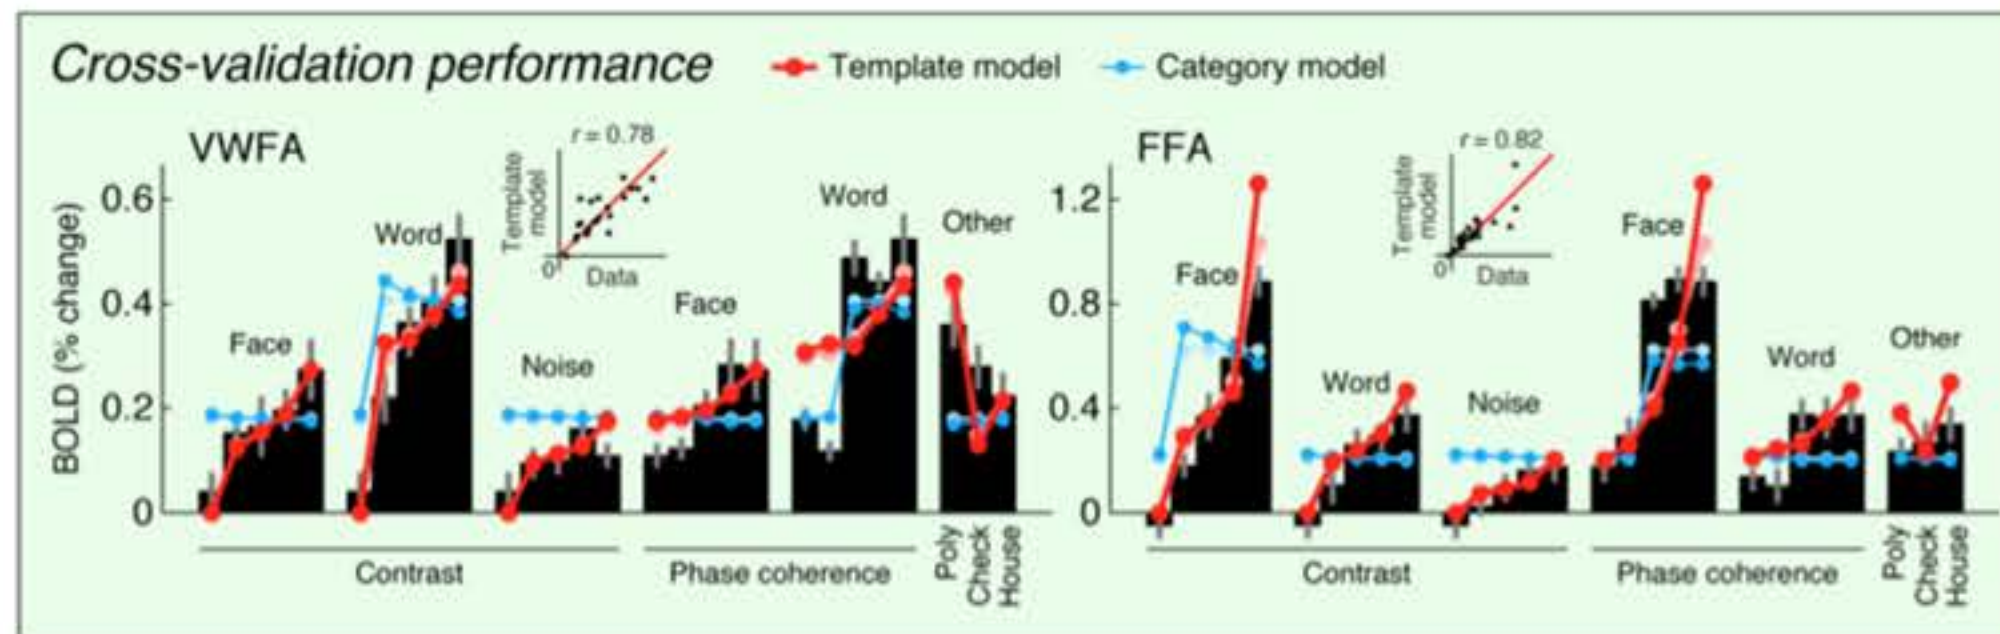 Cross-validation performance
Template model
Category model
VWFA
BOLD (% change)
0.6
0.4
0.2
0
Face
Word
Noise
Template model
r = 0.78
0
Data
Face
Word
Other
Contrast
Phase coherence
Poly
Check
House
FFA
1.2
0.8
0.4
0
Face
Word
Noise
Template model
r = 0.82
0
Data
Face
Word
Other
Contrast
Phase coherence
Poly
Check
House